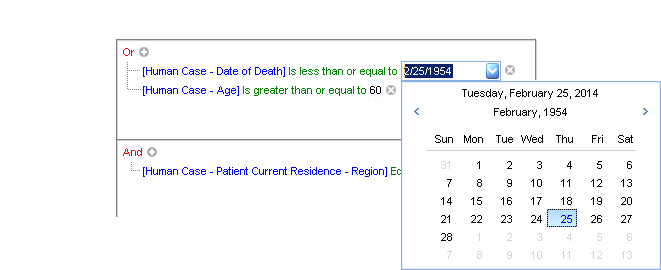 Or
[Human Case - Date of Death] Is less than or equal to 2/25/1954
[Human Case - Age] Is greater than or equal to 60
And
[Human Case - Patient Current Residence - Region] Ec
Tuesday, February 25, 2014
< February, 1954 >
Sun Mon Tue Wed Thu Fri Sat
31 1 2 3 4 5 6
7 8 9 10 11 12 13
14 15 16 17 18 19 20
21 22 23 24 25 26 27
28 1 2 3 4 5 6
7 8 9 10 11 12 13